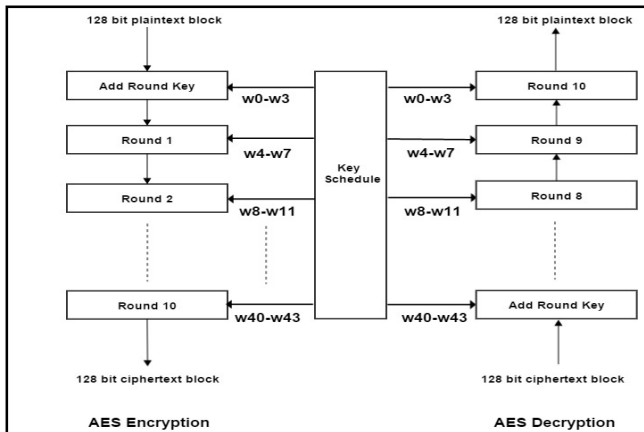 128 bit plaintext block
128 bit plaintext block
Add Round Key
w0-w3
w0-w3
Round 10
Round 1
w4-w7
Key
Schedule
w4-w7
Round 9
Round 2
w8-w11
w8-w11
Round 8
Round 10
w40-w43
w40-w43
Add Round Key
128 bit ciphertext block
128 bit ciphertext block
AES Encryption
AES Decryption